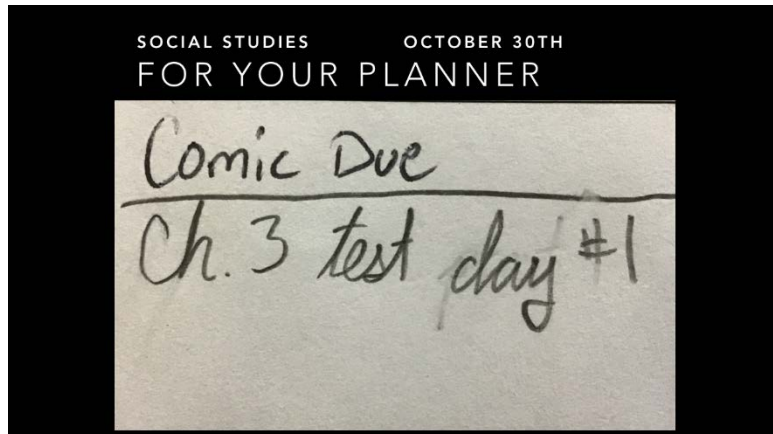 SOCIAL STUDIES OCTOBER 30TH
FOR YOUR PLANNER
Comic Due
Ch. 3 test day #1